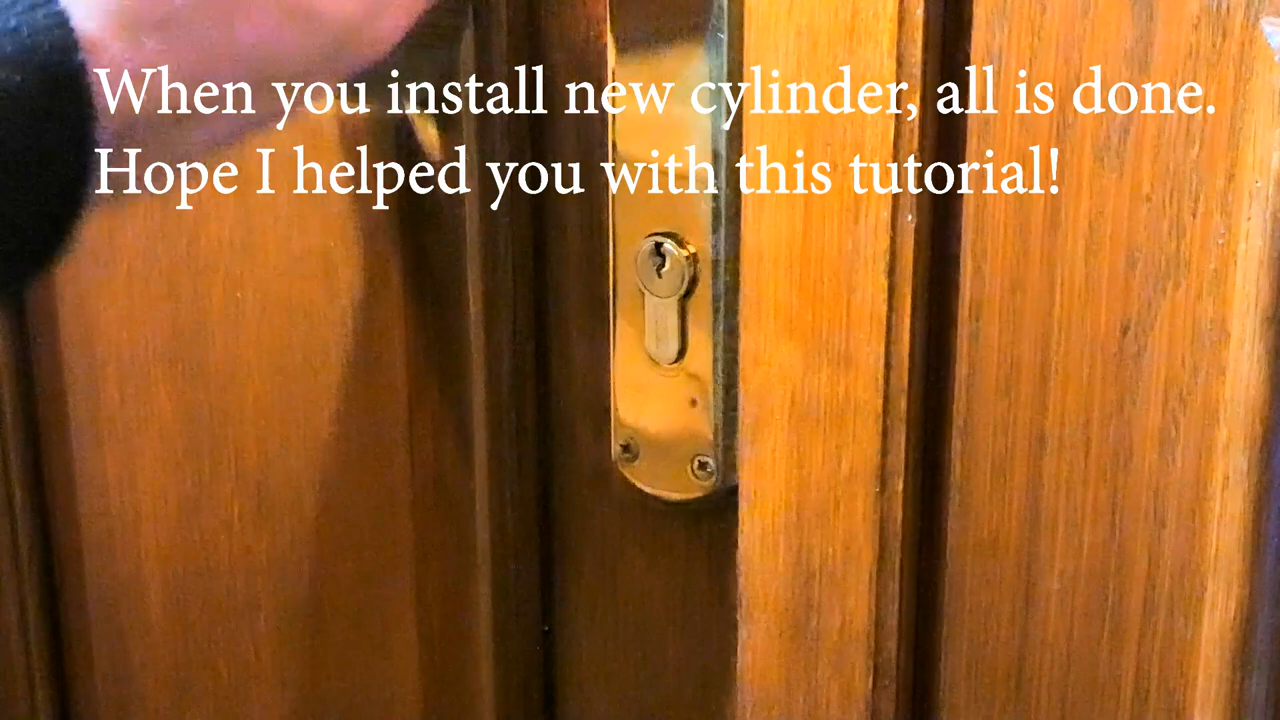 When you install new cylinder, all is done.
Hope I helped you with this tutorial!